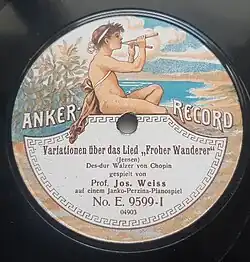 ANKER RECORD
Variationen über das Lied „Froher Wanderer"
(Jensen)
Des-dur Walzer von Chopin
gespielt von
Prof. Jos. Weiss
auf einem Janko-Perzina-Pianospiel
No. E. 9599-I
04903